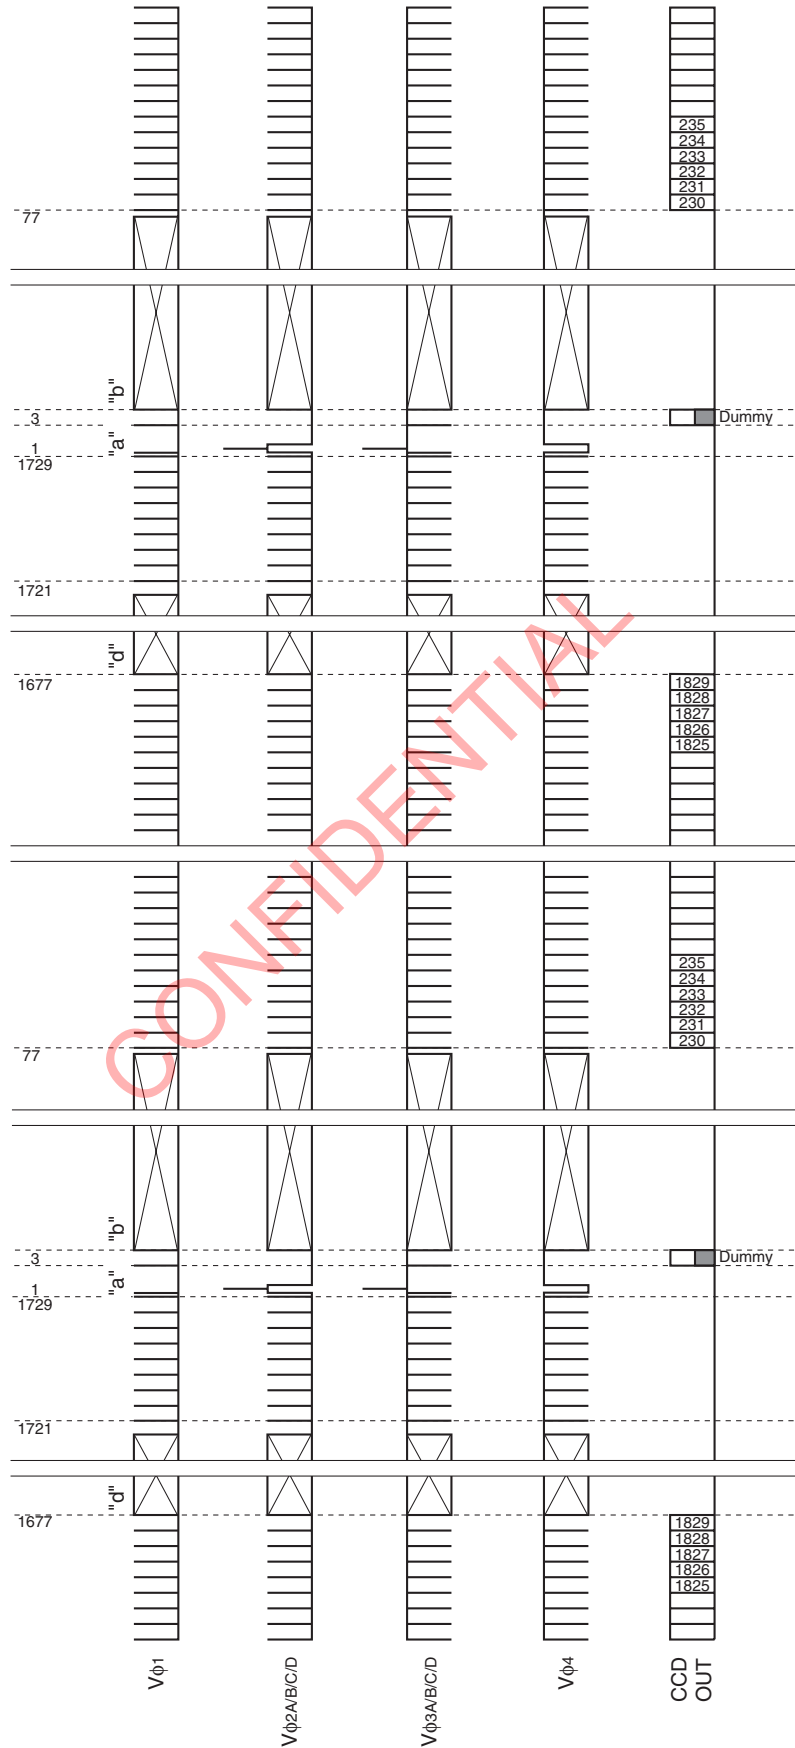 235
234
233
232
231
230
77
"b"
3
Dummy
"a"
1
1729
1721
"d"
1677
1829
1828
1827
1826
1825
CONFIDENTIAL
235
234
233
232
231
230
77
"b"
3
Dummy
"a"
1
1729
1721
"d"
1677
1829
1828
1827
1826
1825
Vφ1
Vφ2A/B/C/D
Vφ3A/B/C/D
Vφ4
CCD
OUT